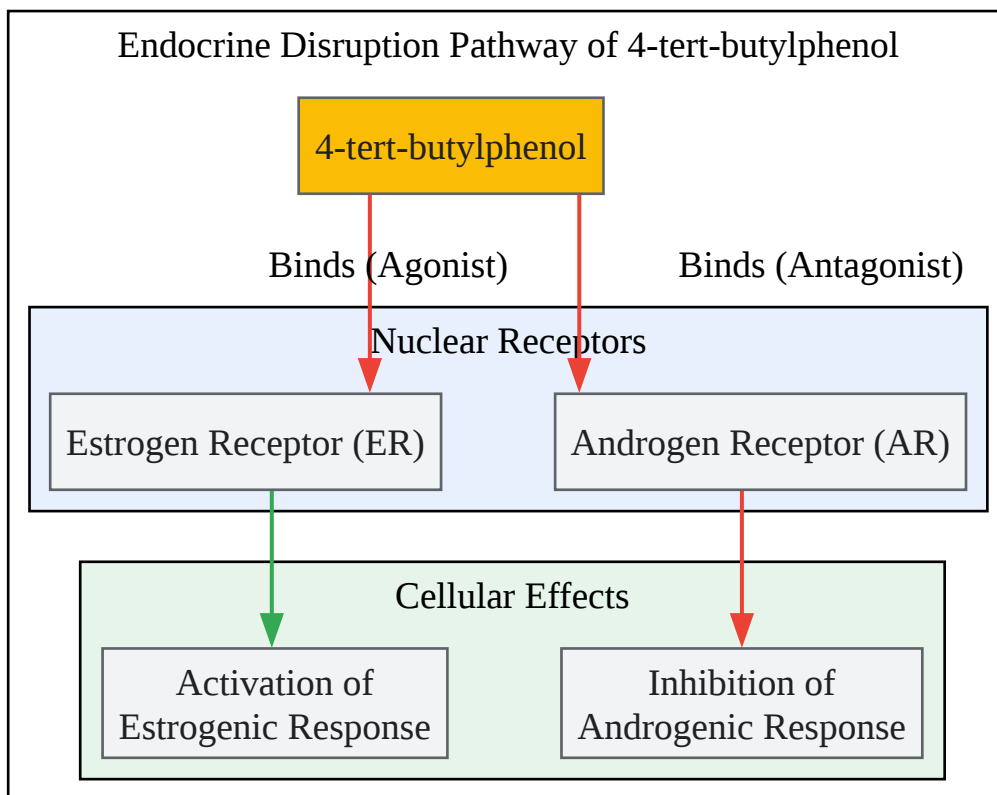 Endocrine Disruption Pathway of 4-tert-butylphenol
4-tert-butylphenol
Binds (Agonist)
Binds (Antagonist)
Nuclear Receptors
Estrogen Receptor (ER)
Androgen Receptor (AR)
Cellular Effects
Activation of
Estrogenic Response
Inhibition of
Androgenic Response